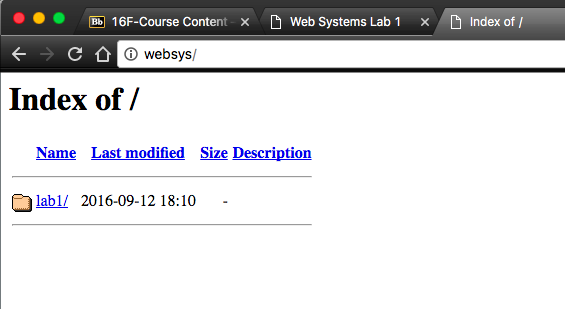 16F-Course Content
Web Systems Lab 1
Index of /
websys/
Index of /
Name Last modified Size Description
lab1/ 2016-09-12 18:10 -